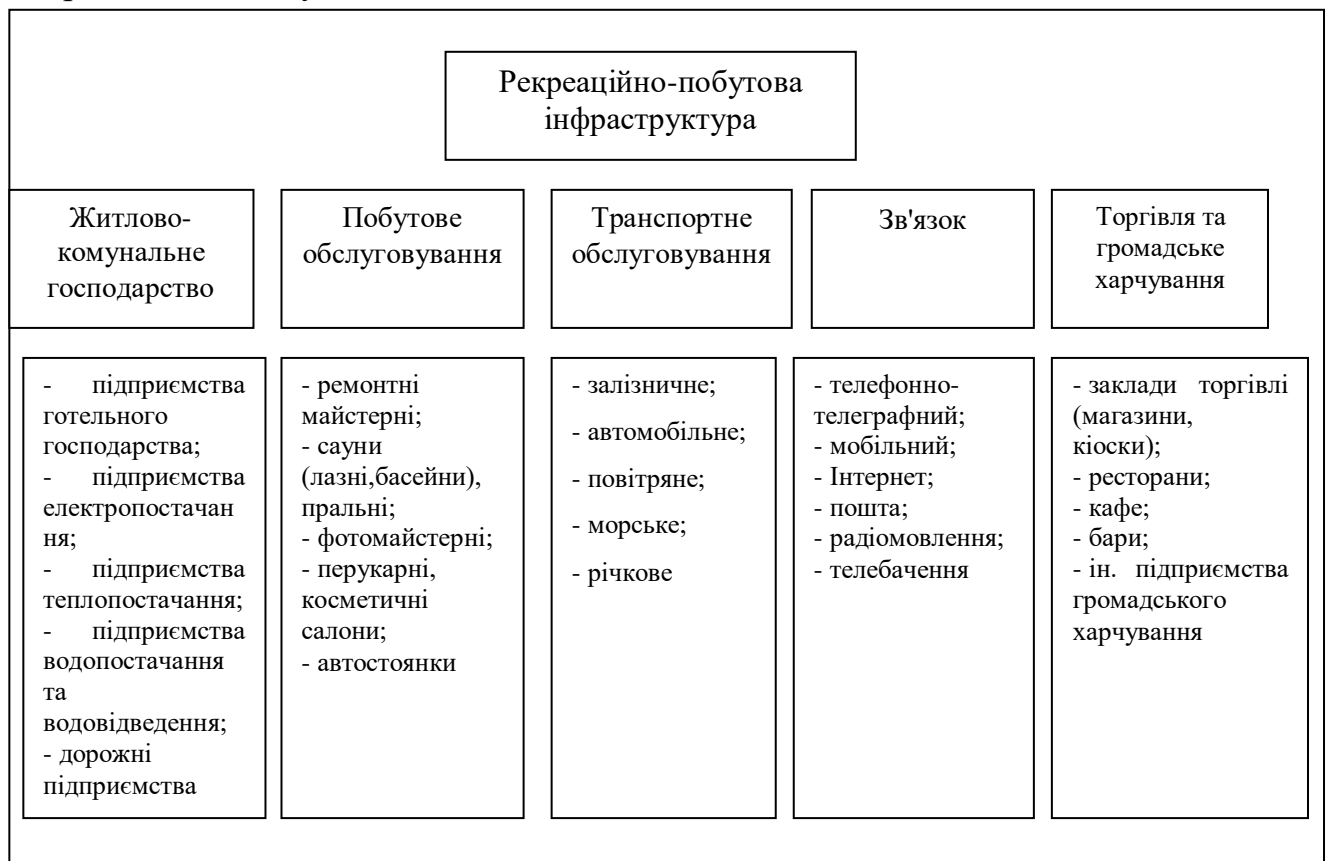 Рекреаційно-побутова
інфраструктура
Житлово-
комунальне
господарство
Побутове
обслуговування
Транспортне
обслуговування
Зв'язок
Торгівля та
громадське
харчування
- підприємства
готельного
господарства;
- підприємства
електропостачан
ня;
- підприємства
теплопостачання;
- підприємства
водопостачання
та
водовідведення;
- дорожні
підприємства
- ремонтні
майстерні;
- сауни
(лазні,басейни),
пральні;
- фотомайстерні;
- перукарні,
косметичні
салони;
- автостоянки
- залізничне;
- автомобільне;
- повітряне;
- морське;
- річкове
- телефонно-
телеграфний;
- мобільний;
- Інтернет;
- пошта;
- радіомовлення;
- телебачення
- заклади торгівлі
(магазини,
кіоски);
- ресторани;
- кафе;
- бари;
- ін. підприємства
громадського
харчування